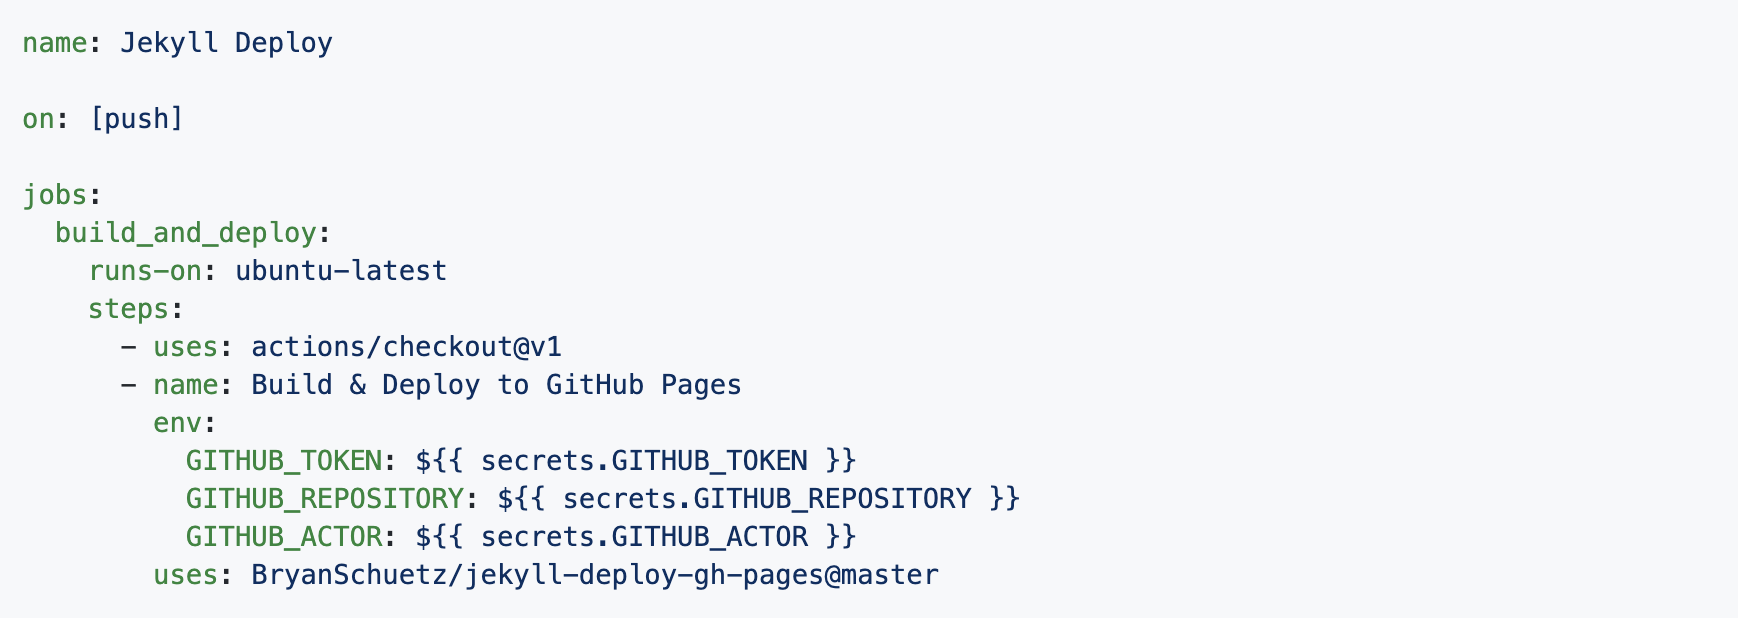 name: Jekyll Deploy

on: [push]

jobs:
  build_and_deploy:
    runs-on: ubuntu-latest
    steps:
      - uses: actions/checkout@v1
      - name: Build & Deploy to GitHub Pages
        env:
          GITHUB_TOKEN: ${{ secrets.GITHUB_TOKEN }}
          GITHUB_REPOSITORY: ${{ secrets.GITHUB_REPOSITORY }}
          GITHUB_ACTOR: ${{ secrets.GITHUB_ACTOR }}
        uses: BryanSchuetz/jekyll-deploy-gh-pages@master